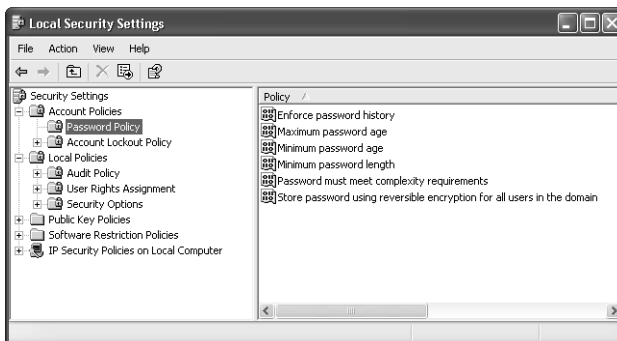 Local Security Settings
File Action View Help
Security Settings
Account Policies
Password Policy
Account Lockout Policy
Local Policies
Audit Policy
User Rights Assignment
Security Options
Public Key Policies
Software Restriction Policies
IP Security Policies on Local Computer
Policy
Enforce password history
Maximum password age
Minimum password age
Minimum password length
Password must meet complexity requirements
Store password using reversible encryption for all users in the domain